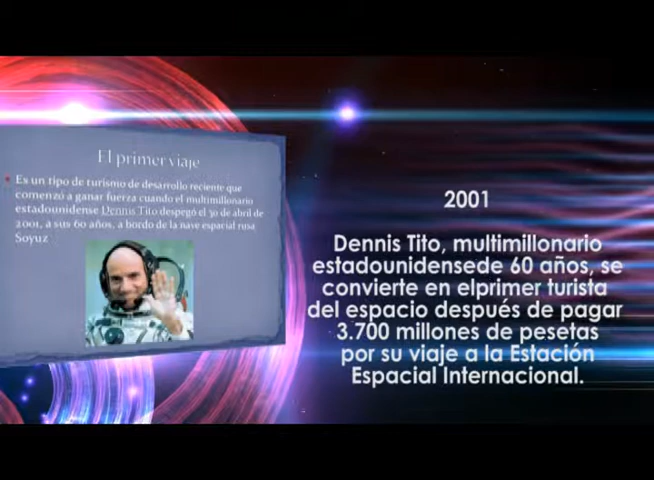 El primer viaje
Es un tipo de turismo de desarrollo reciente que
comenzó a ganar fuerza cuando el multimillonario
estadounidense Dennis Tito despegó el 30 de abril de
2001, a sus 60 años, a bordo de la nave espacial rusa
Soyuz
2001
Dennis Tito, multimillonario
estadounidensede 60 años, se
convierte en elprimer turista
del espacio después de pagar
3.700 millones de pesetas
por su viaje a la Estación
Espacial Internacional.